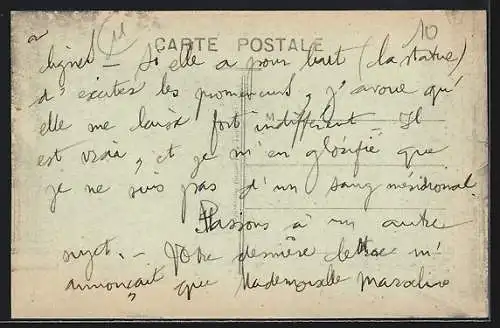 11
10
CARTE POSTALE
- Si elle a pour but (la statue)
d'exciter les promeneurs, j'avoue qu'
elle me laisse fort indifférent - Il
M
est vrai, et je m'en glorifie que
je ne suis pas d'un sang méridional.
Passons à un autre
sujet. - Votre dernière lettre m'
annonçait que Mademoiselle Marceline